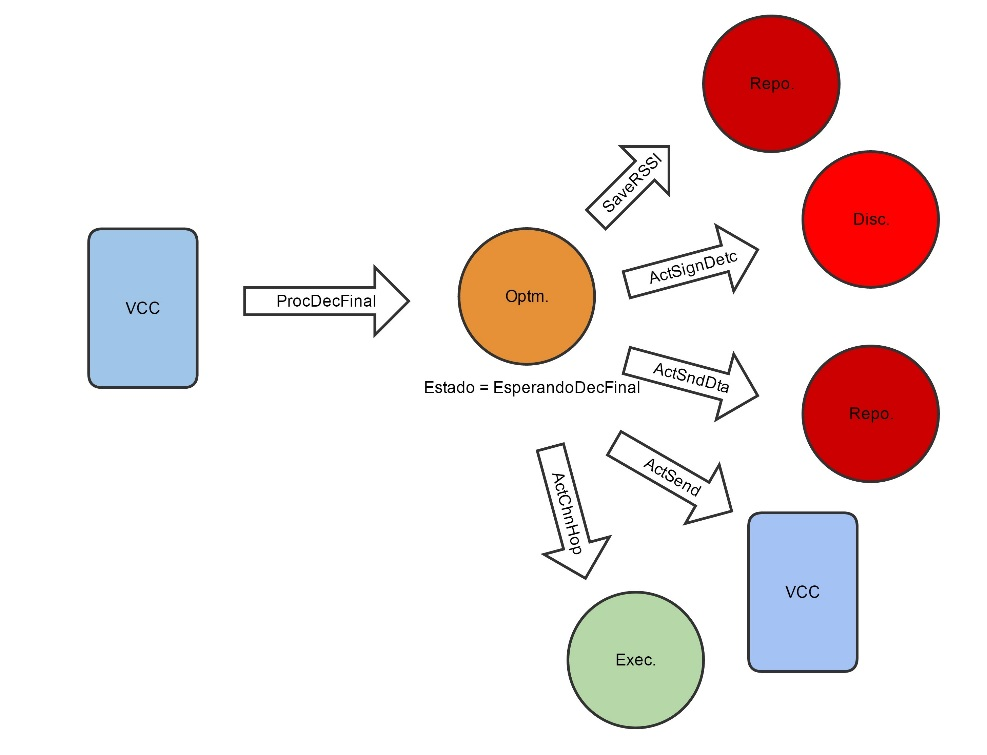 Repo.
SaveRSSI
Disc.
ActSignDetc
VCC
ProcDecFinal
Optm.
Estado = EsperandoDecFinal
ActSndDta
Repo.
ActSend
ActChnHop
VCC
Exec.